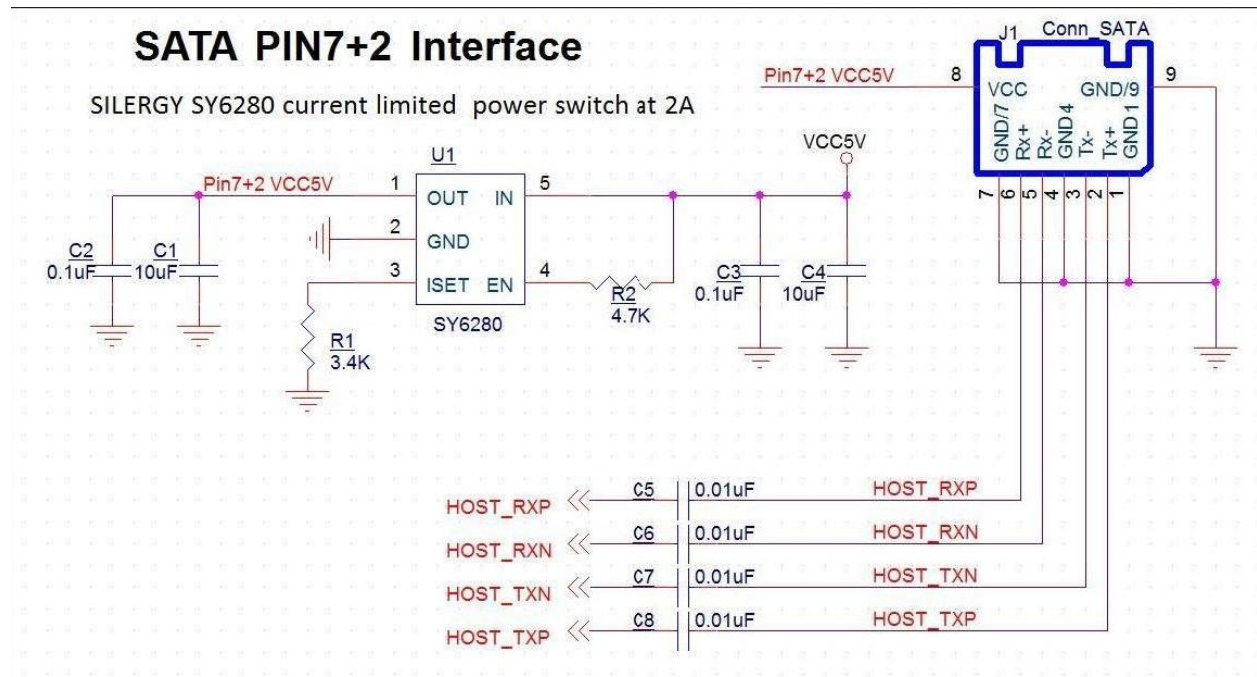 SATA PIN7+2 Interface
SILERGY SY6280 current limited power switch at 2A
J1 Conn_SATA
Pin7+2 VCC5V 8 9
VCC GND/9
GND/7
Rx+
Rx-
GND4
Tx-
Tx+
GND1
7 6 5 4 3 2 1
VCC5V
U1
Pin7+2 VCC5V 1 5
OUT IN
2
GND
3 4
ISET EN
SY6280
C2
0.1uF
C1
10uF
R1
3.4K
R2
4.7K
C3
0.1uF
C4
10uF
HOST_RXP C5 0.01uF HOST_RXP
HOST_RXN C6 0.01uF HOST_RXN
HOST_TXN C7 0.01uF HOST_TXN
HOST_TXP C8 0.01uF HOST_TXP